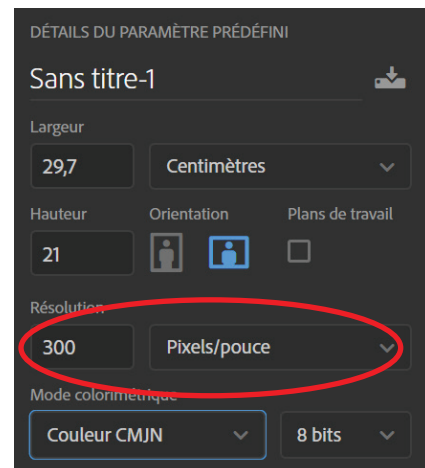 DÉTAILS DU PARAMÈTRE PRÉDÉFINI
Sans titre-1
Largeur
29,7 Centimètres
Hauteur Orientation Plans de travail
21
Résolution
300 Pixels/pouce
Mode colorimétrique
Couleur CMJN 8 bits